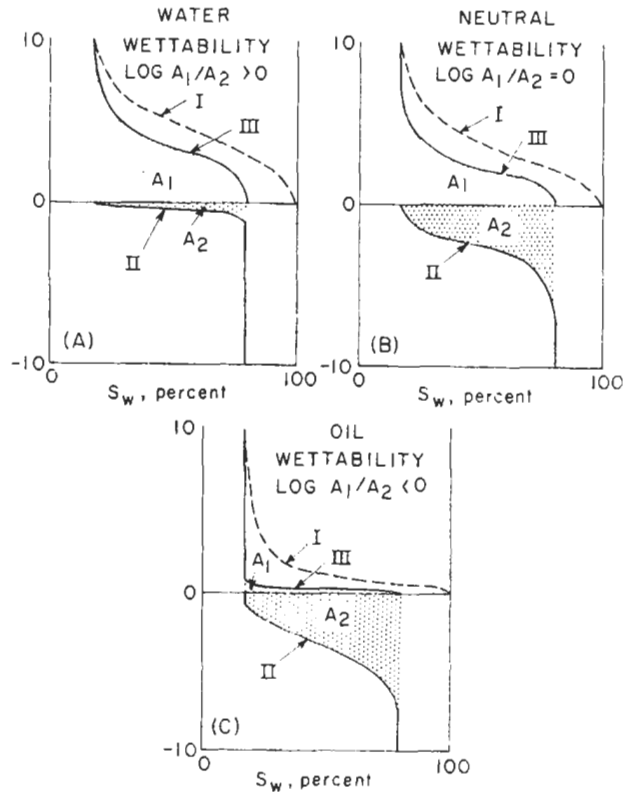 WATER
WETTABILITY
LOG A1/A2 >0
10
I
III
A1
0
A2
II
(A)
-10
0
100
Sw, percent
NEUTRAL
WETTABILITY
LOG A1/A2=0
10
I
III
A1
0
A2
II
(B)
-10
0
100
Sw, percent
OIL
WETTABILITY
LOG A1/A2<0
10
I
A1
III
0
A2
II
(C)
-10
0
100
Sw, percent